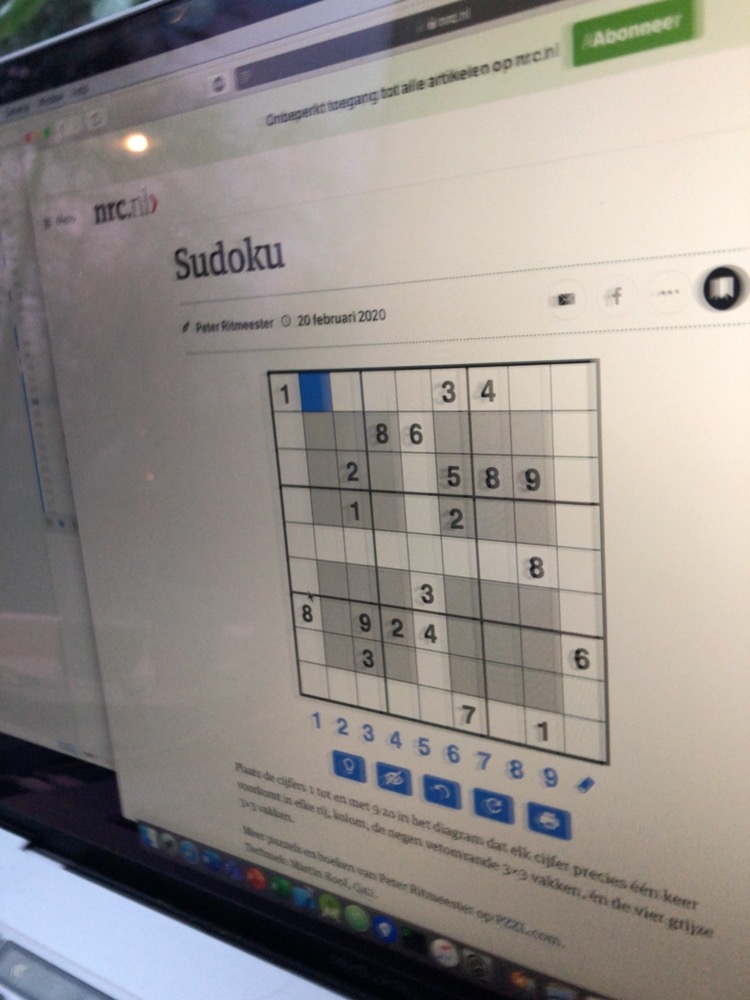 nrc.nl
#Abonneer
Onbeperkt toegang tot alle artikelen op nrc.nl
Menu
nrc.nl
Sudoku
Peter Ritmeester 20 februari 2020
1 3 4
8 6
2 5 8 9
1 2
8
3
8 9 2 4
3 6
7 1
1 2 3 4 5 6 7 8 9
Plaats de cijfers 1 tot en met 9 zo in het diagram dat elk cijfer precies één keer
voorkomt in elke rij, kolom, de negen vetomrande 3×3 vakken, én de vier grijze
3×3 vakken.
Meer puzzels en boeken van Peter Ritmeester op PZZL.com.
Techniek: Martin Kool, Q42.